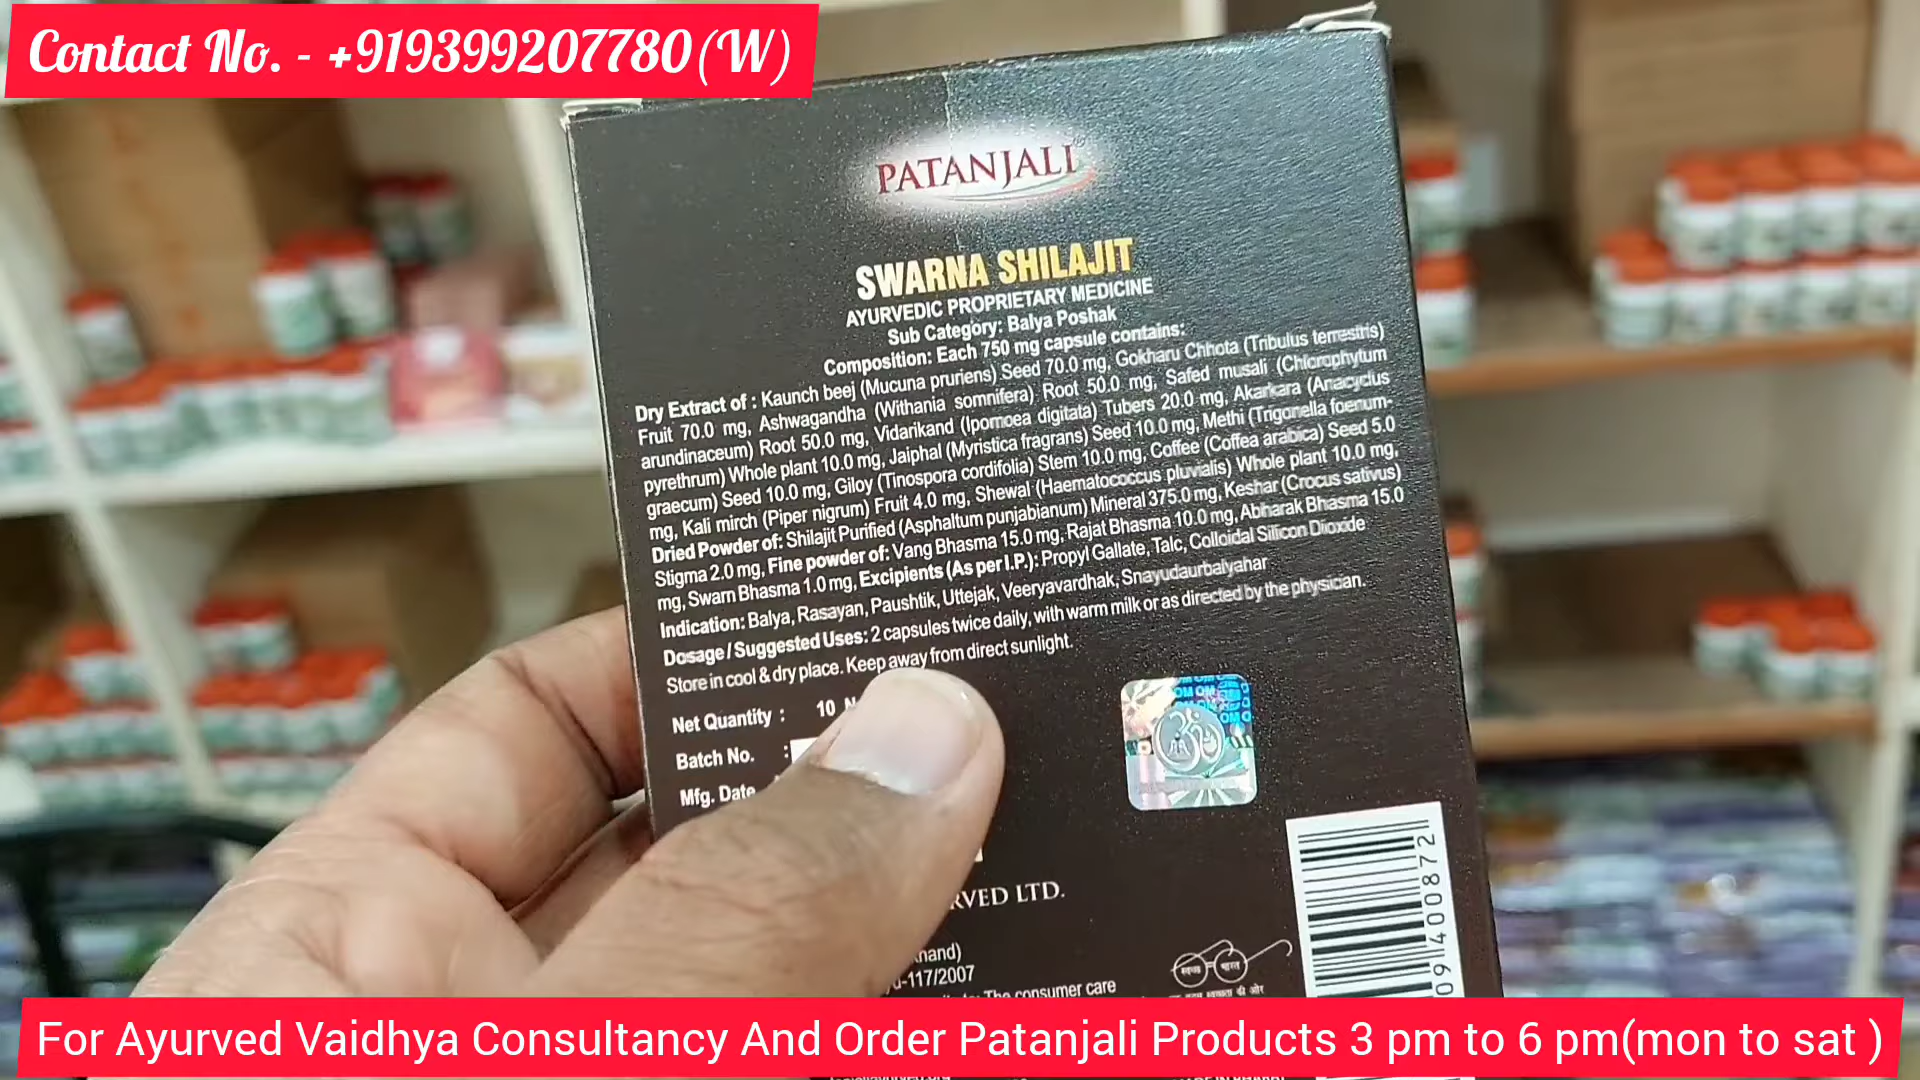 Contact No. - +919399207780(W)
PATANJALI
SWARNA SHILAJIT
AYURVEDIC PROPRIETARY MEDICINE
Sub Category: Balya Poshak
Composition: Each 750 mg capsule contains:
Dry Extract of : Kaunch beej (Mucuna pruriens) Seed 70.0 mg, Gokharu Chhota (Tribulus terrestris)
Fruit 70.0 mg, Ashwagandha (Withania somnifera) Root 50.0 mg, Safed musali (Chlorophytum
arundinaceum) Root 50.0 mg, Vidarikand (Ipomoea digitata) Tubers 20.0 mg, Akarkara (Anacyclus
pyrethrum) Whole plant 10.0 mg, Jaiphal (Myristica fragrans) Seed 10.0 mg, Methi (Trigonella foenum-
graecum) Seed 10.0 mg, Giloy (Tinospora cordifolia) Stem 10.0 mg, Coffee (Coffea arabica) Seed 5.0
mg, Kali mirch (Piper nigrum) Fruit 4.0 mg, Shewal (Haematococcus pluvialis) Whole plant 10.0 mg,
Dried Powder of: Shilajit Purified (Asphaltum punjabianum) Mineral 375.0 mg, Keshar (Crocus sativus)
Stigma 2.0 mg, Fine powder of: Vang Bhasma 15.0 mg, Rajat Bhasma 10.0 mg, Abharak Bhasma 15.0
mg, Swarn Bhasma 1.0 mg, Excipients (As per I.P.): Propyl Gallate, Talc, Colloidal Silicon Dioxide
Indication: Balya, Rasayan, Paushtik, Uttejak, Veeryavardhak, Snayudaurbalyahar
Dosage / Suggested Uses: 2 capsules twice daily, with warm milk or as directed by the physician.
Store in cool & dry place. Keep away from direct sunlight.
Net Quantity : 10 N
Batch No. :
Mfg. Date
RVED LTD.
hand)
-117/2007
The consumer care
स्वच्छ भारत
एक कदम स्वच्छता की ओर
09400872
For Ayurved Vaidhya Consultancy And Order Patanjali Products 3 pm to 6 pm(mon to sat )